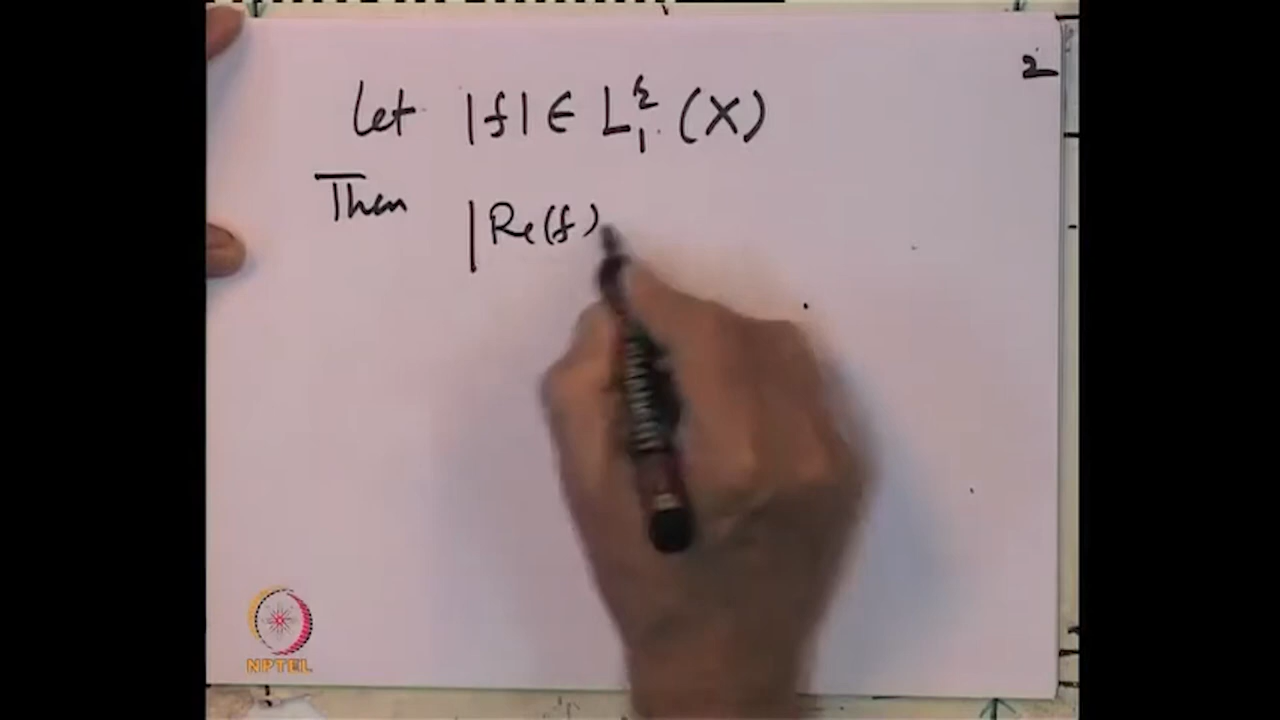 2
Let |f| ∈ L₁^r (X)
Then |Re(f)
NPTEL